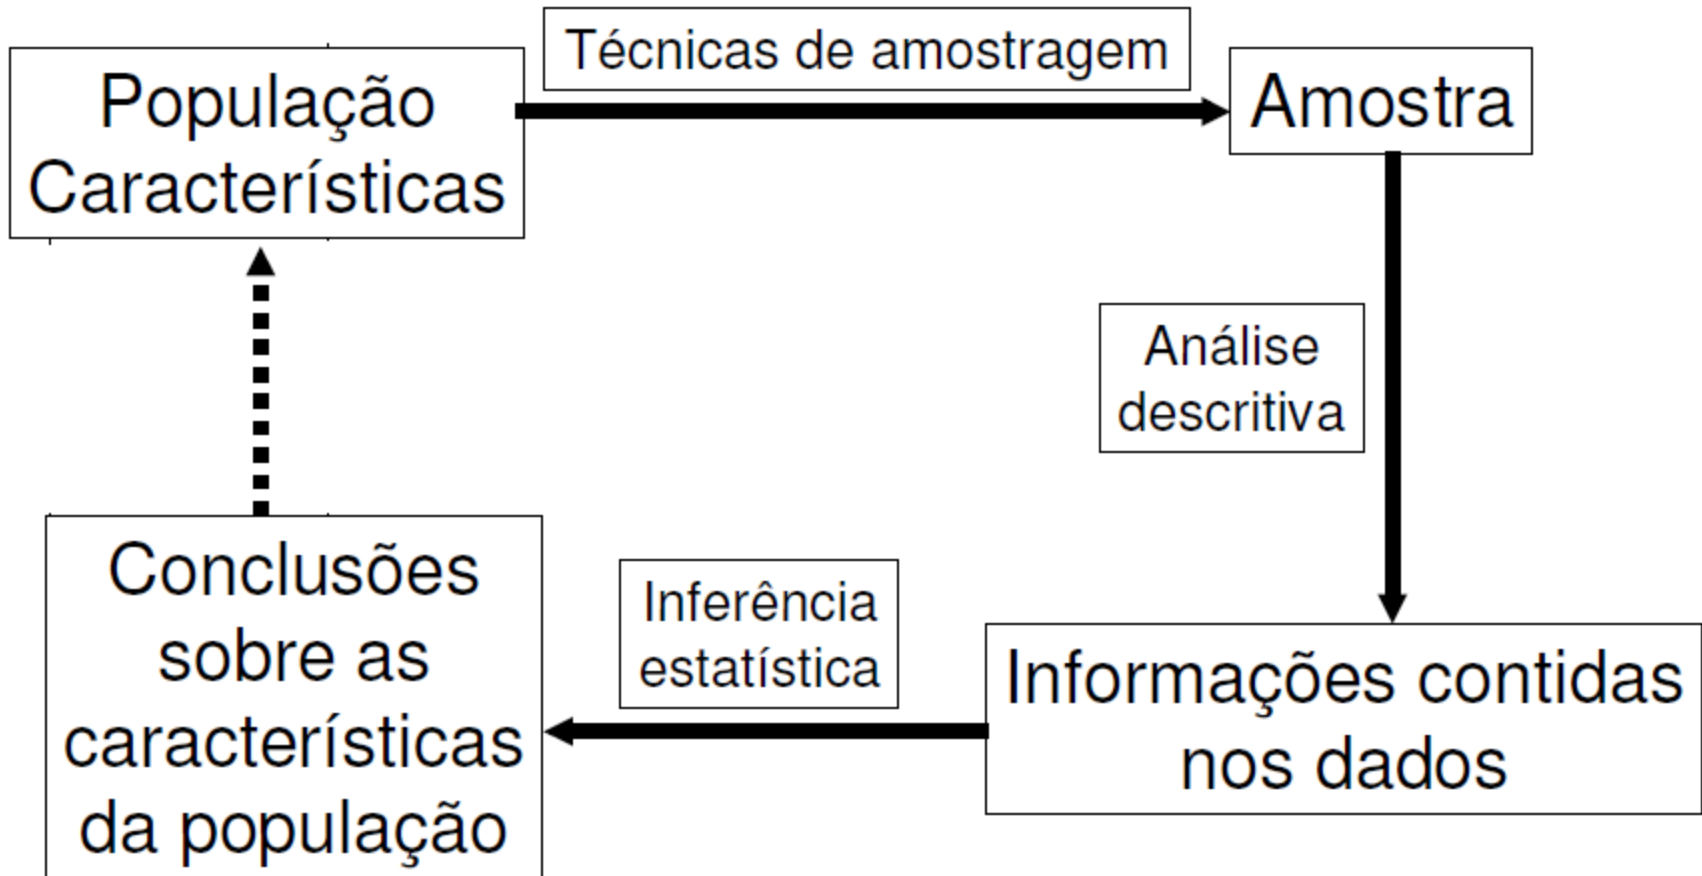 População
Características
Técnicas de amostragem
Amostra
Análise
descritiva
Informações contidas
nos dados
Inferência
estatística
Conclusões
sobre as
características
da população